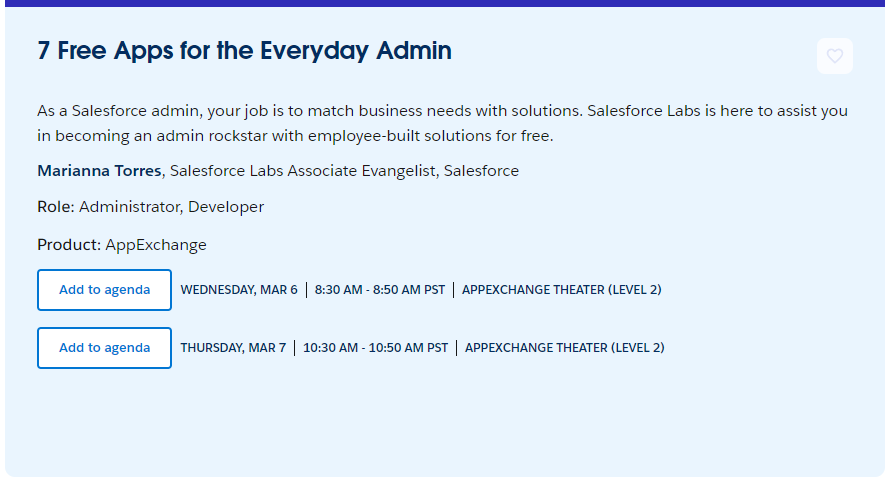 7 Free Apps for the Everyday Admin
As a Salesforce admin, your job is to match business needs with solutions. Salesforce Labs is here to assist you
in becoming an admin rockstar with employee-built solutions for free.
Marianna Torres, Salesforce Labs Associate Evangelist, Salesforce
Role: Administrator, Developer
Product: AppExchange
Add to agenda WEDNESDAY, MAR 6 | 8:30 AM - 8:50 AM PST | APPEXCHANGE THEATER (LEVEL 2)
Add to agenda THURSDAY, MAR 7 | 10:30 AM - 10:50 AM PST | APPEXCHANGE THEATER (LEVEL 2)